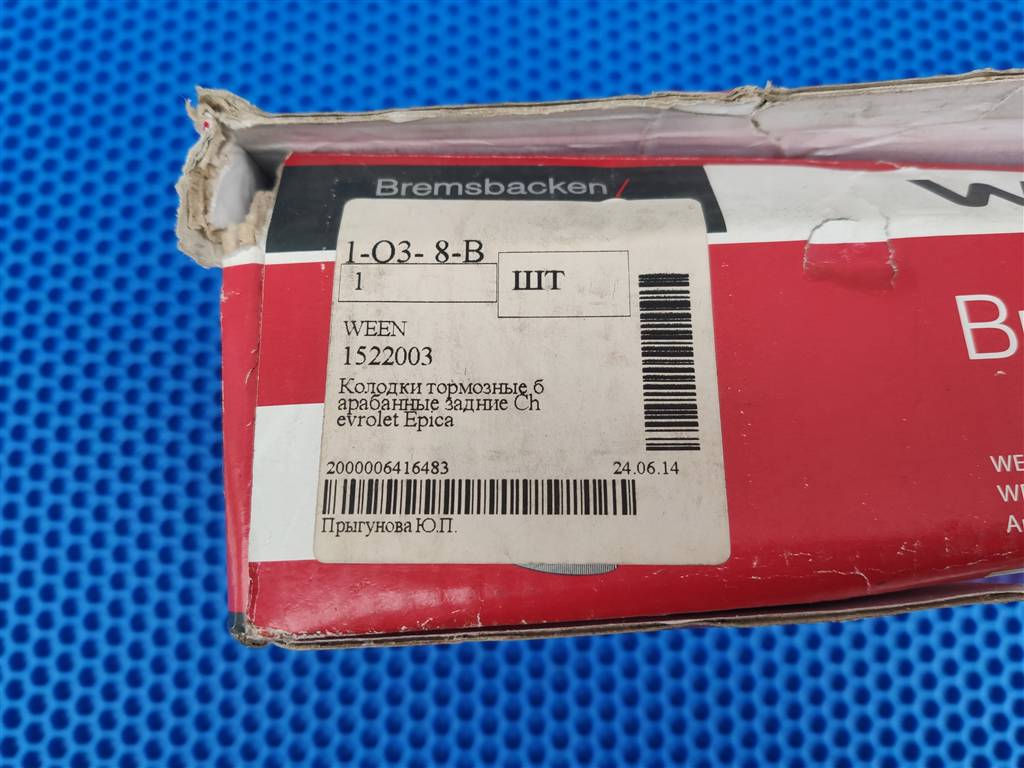 Bremsbacken
1-O3- 8-B
1
ШТ
WEEN
1522003
Колодки тормозные б
арабанные задние Ch
evrolet Epica
2000006416483
24.06.14
Прыгунова Ю.П.